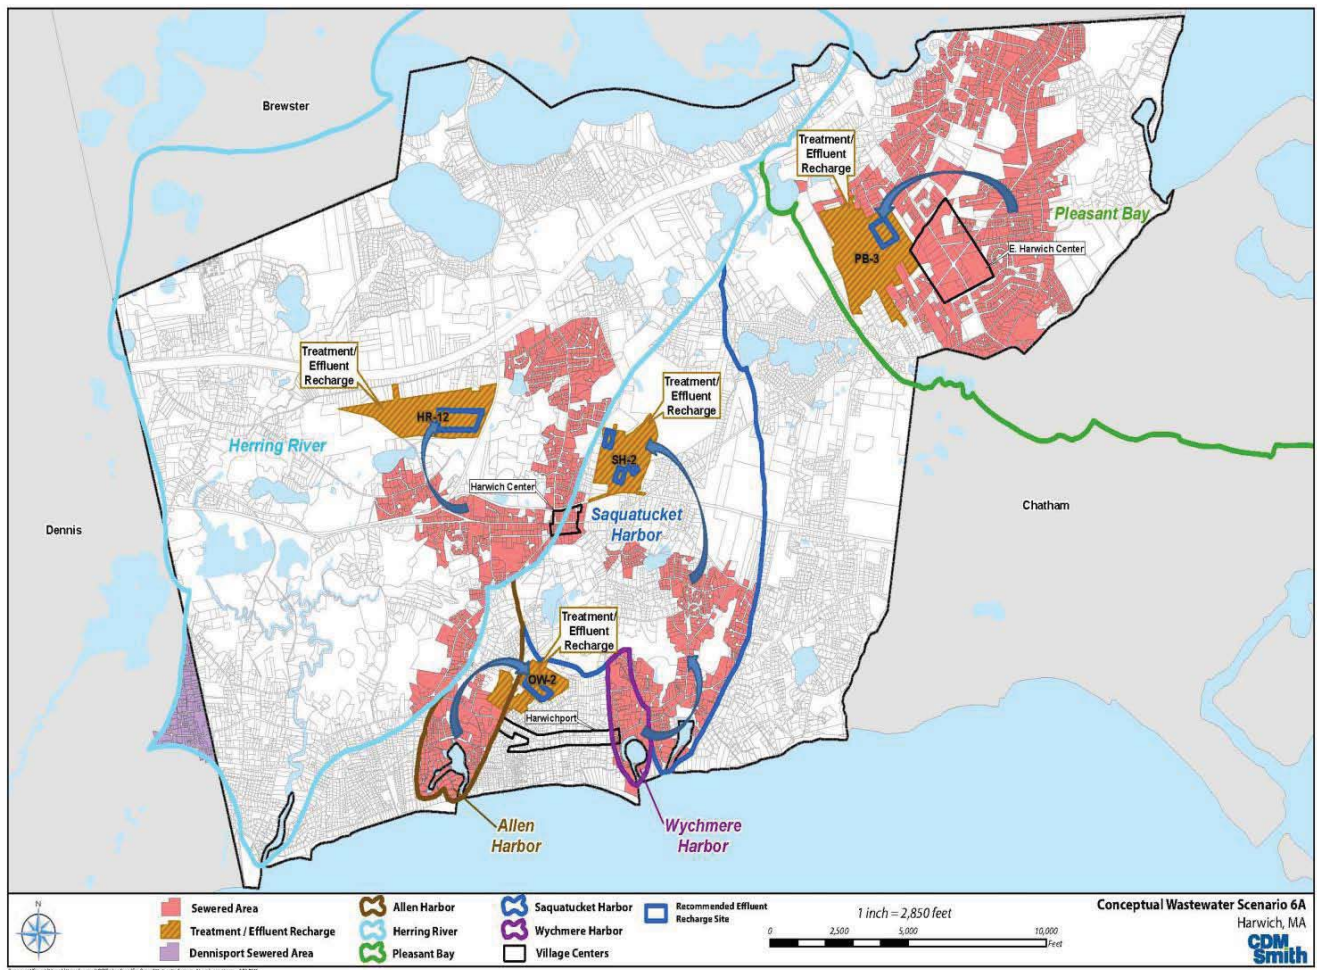 Brewster
Treatment/
Effluent
Recharge
Pleasant Bay
E. Harwich Center
PB-3
Treatment/
Effluent
Recharge
HR-12
Treatment/
Effluent
Recharge
Herring River
SH-2
Harwich Center
Saquatucket
Harbor
Chatham
Dennis
Treatment/
Effluent
Recharge
OW-2
Harwichport
Allen
Harbor
Wychmere
Harbor
N
Sewered Area
Treatment / Effluent Recharge
Dennisport Sewered Area
Allen Harbor
Herring River
Pleasant Bay
Saquatucket Harbor
Wychmere Harbor
Village Centers
Recommended Effluent
Recharge Site
1 inch = 2,850 feet
0 2,500 5,000 10,000
Feet
Conceptual Wastewater Scenario 6A
Harwich, MA
CDM
Smith